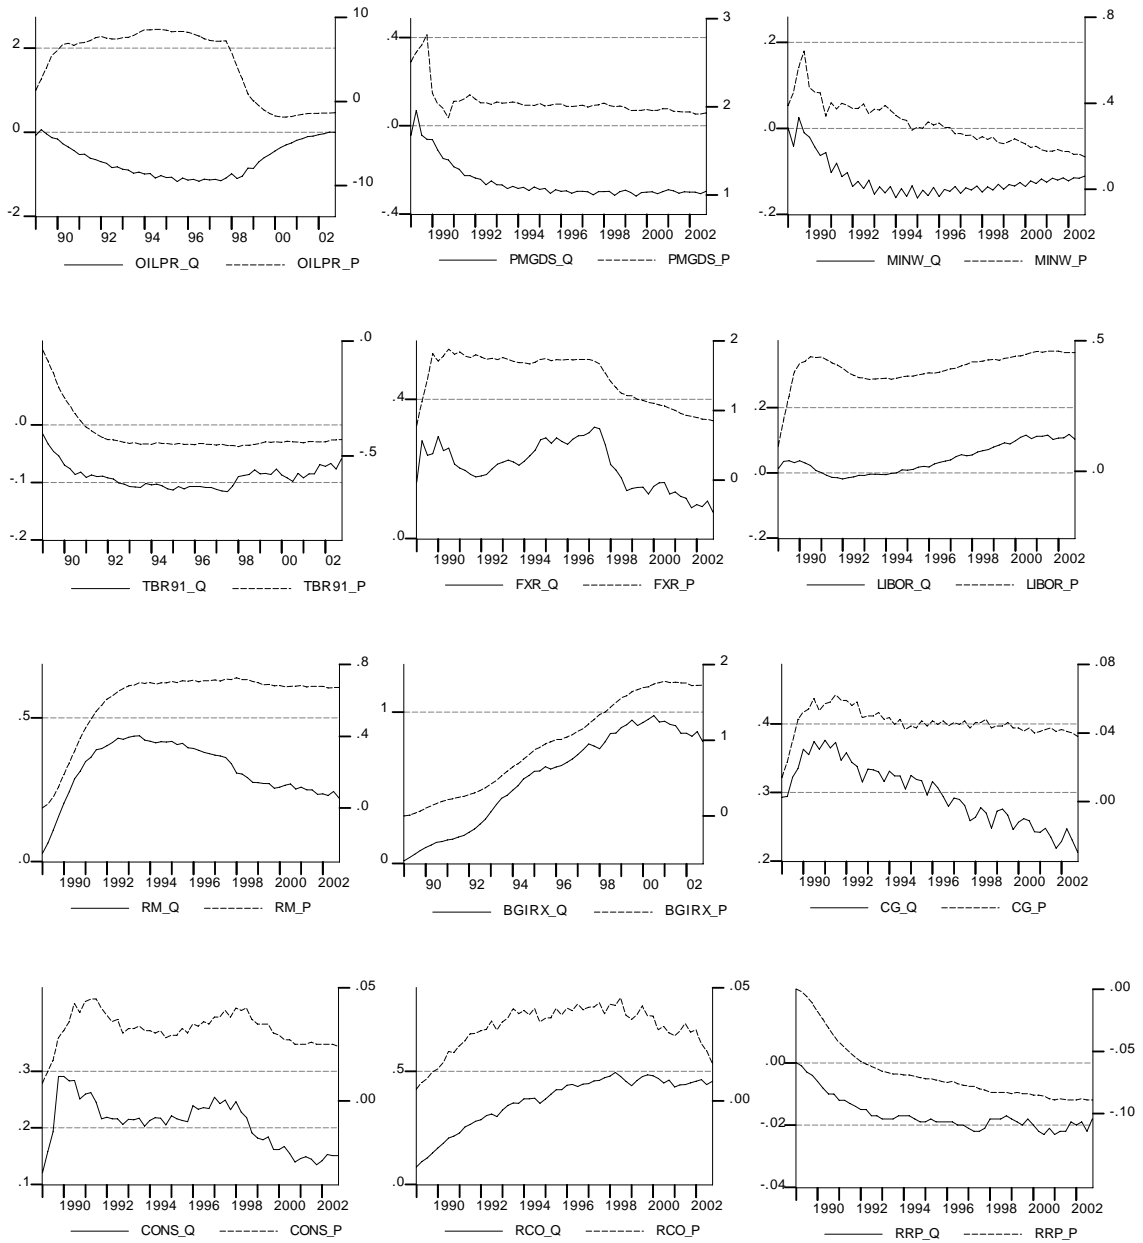 10
0
-10
2
0
-2
90 92 94 96 98 00 02
OILPR_Q OILPR_P
3
2
1
.4
.0
-.4
1990 1992 1994 1996 1998 2000 2002
PMGDS_Q PMGDS_P
.8
.4
.0
.2
.0
-.2
1990 1992 1994 1996 1998 2000 2002
MINW_Q MINW_P
.0
-.5
.0
-.1
-.2
90 92 94 96 98 00 02
TBR91_Q TBR91_P
2
1
0
.4
.0
1990 1992 1994 1996 1998 2000 2002
FXR_Q FXR_P
.5
.0
.2
.0
-.2
1990 1992 1994 1996 1998 2000 2002
LIBOR_Q LIBOR_P
.8
.4
.0
.5
.0
1990 1992 1994 1996 1998 2000 2002
RM_Q RM_P
2
1
0
1
0
90 92 94 96 98 00 02
BGIRX_Q BGIRX_P
.08
.04
.00
.4
.3
.2
1990 1992 1994 1996 1998 2000 2002
CG_Q CG_P
.05
.00
.3
.2
.1
1990 1992 1994 1996 1998 2000 2002
CONS_Q CONS_P
.05
.00
.5
.0
1990 1992 1994 1996 1998 2000 2002
RCO_Q RCO_P
.00
-.05
-.10
.00
-.02
-.04
1990 1992 1994 1996 1998 2000 2002
RRP_Q RRP_P